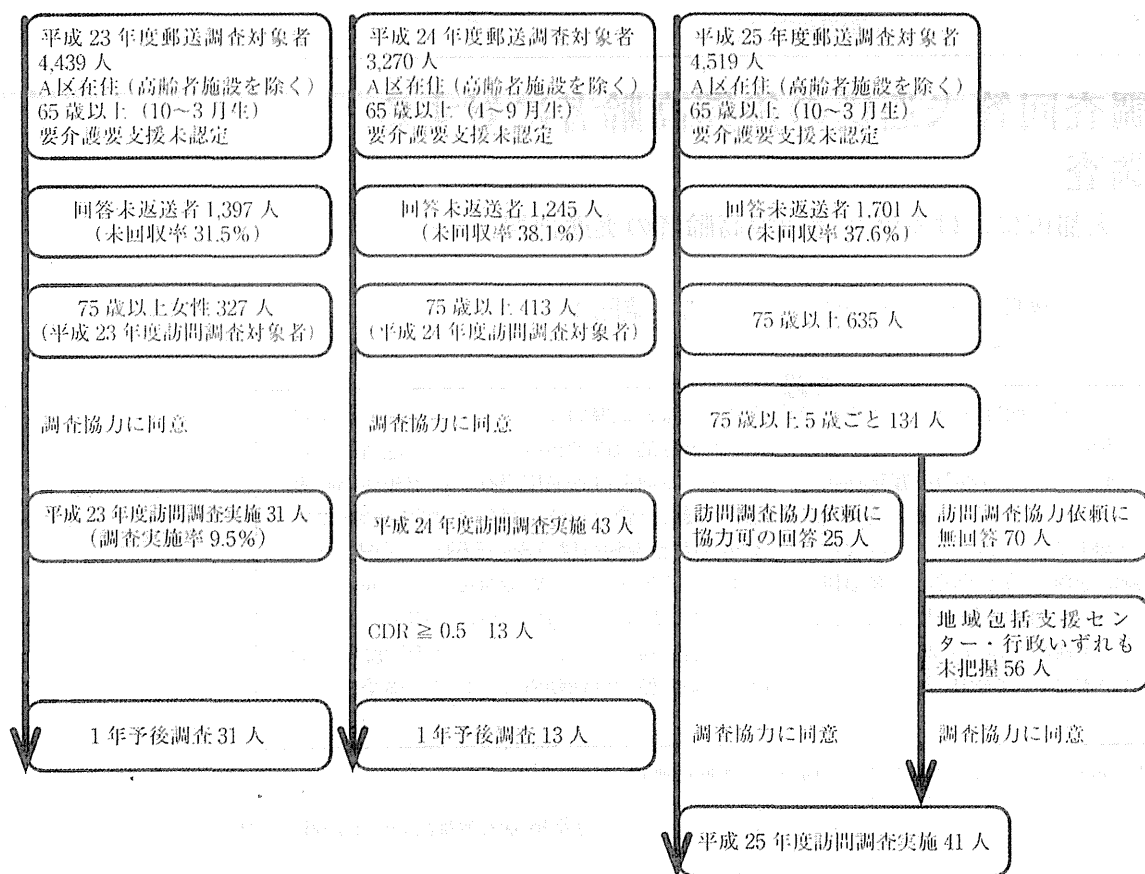 平成 23 年度郵送調査対象者
4,439 人
A区在住 (高齢者施設を除く)
65 歳以上 (10〜3 月生)
要介護要支援未認定
回答未返送者 1,397 人
(未回収率 31.5%)
75 歳以上女性 327 人
(平成 23 年度訪問調査対象者)
調査協力に同意
平成 23 年度訪問調査実施 31 人
(調査実施率 9.5%)
1 年予後調査 31 人
平成 24 年度郵送調査対象者
3,270 人
A区在住 (高齢者施設を除く)
65 歳以上 (4〜9 月生)
要介護要支援未認定
回答未返送者 1,245 人
(未回収率 38.1%)
75 歳以上 413 人
(平成 24 年度訪問調査対象者)
調査協力に同意
平成 24 年度訪問調査実施 43 人
CDR ≧ 0.5 13 人
1 年予後調査 13 人
平成 25 年度郵送調査対象者
4,519 人
A区在住 (高齢者施設を除く)
65 歳以上 (10〜3 月生)
要介護要支援未認定
回答未返送者 1,701 人
(未回収率 37.6%)
75 歳以上 635 人
75 歳以上 5 歳ごと 134 人
訪問調査協力依頼に
協力可の回答 25 人
調査協力に同意
訪問調査協力依頼に
無回答 70 人
地域包括支援セン
ター・行政いずれも
未把握 56 人
調査協力に同意
平成 25 年度訪問調査実施 41 人